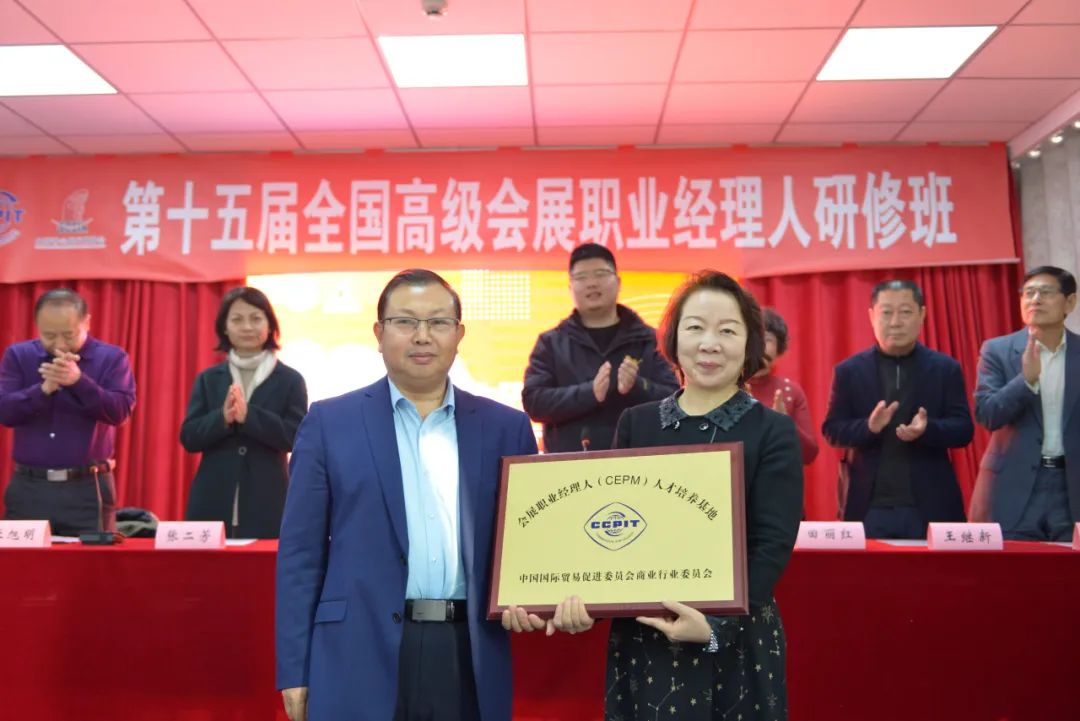 CCPIT
第十五届全国高级会展职业经理人研修班
会展职业经理人（CEPM）人才培养基地
CCPIT
中国国际贸易促进委员会商业行业委员会
旭明
张二芳
田丽红
王继新